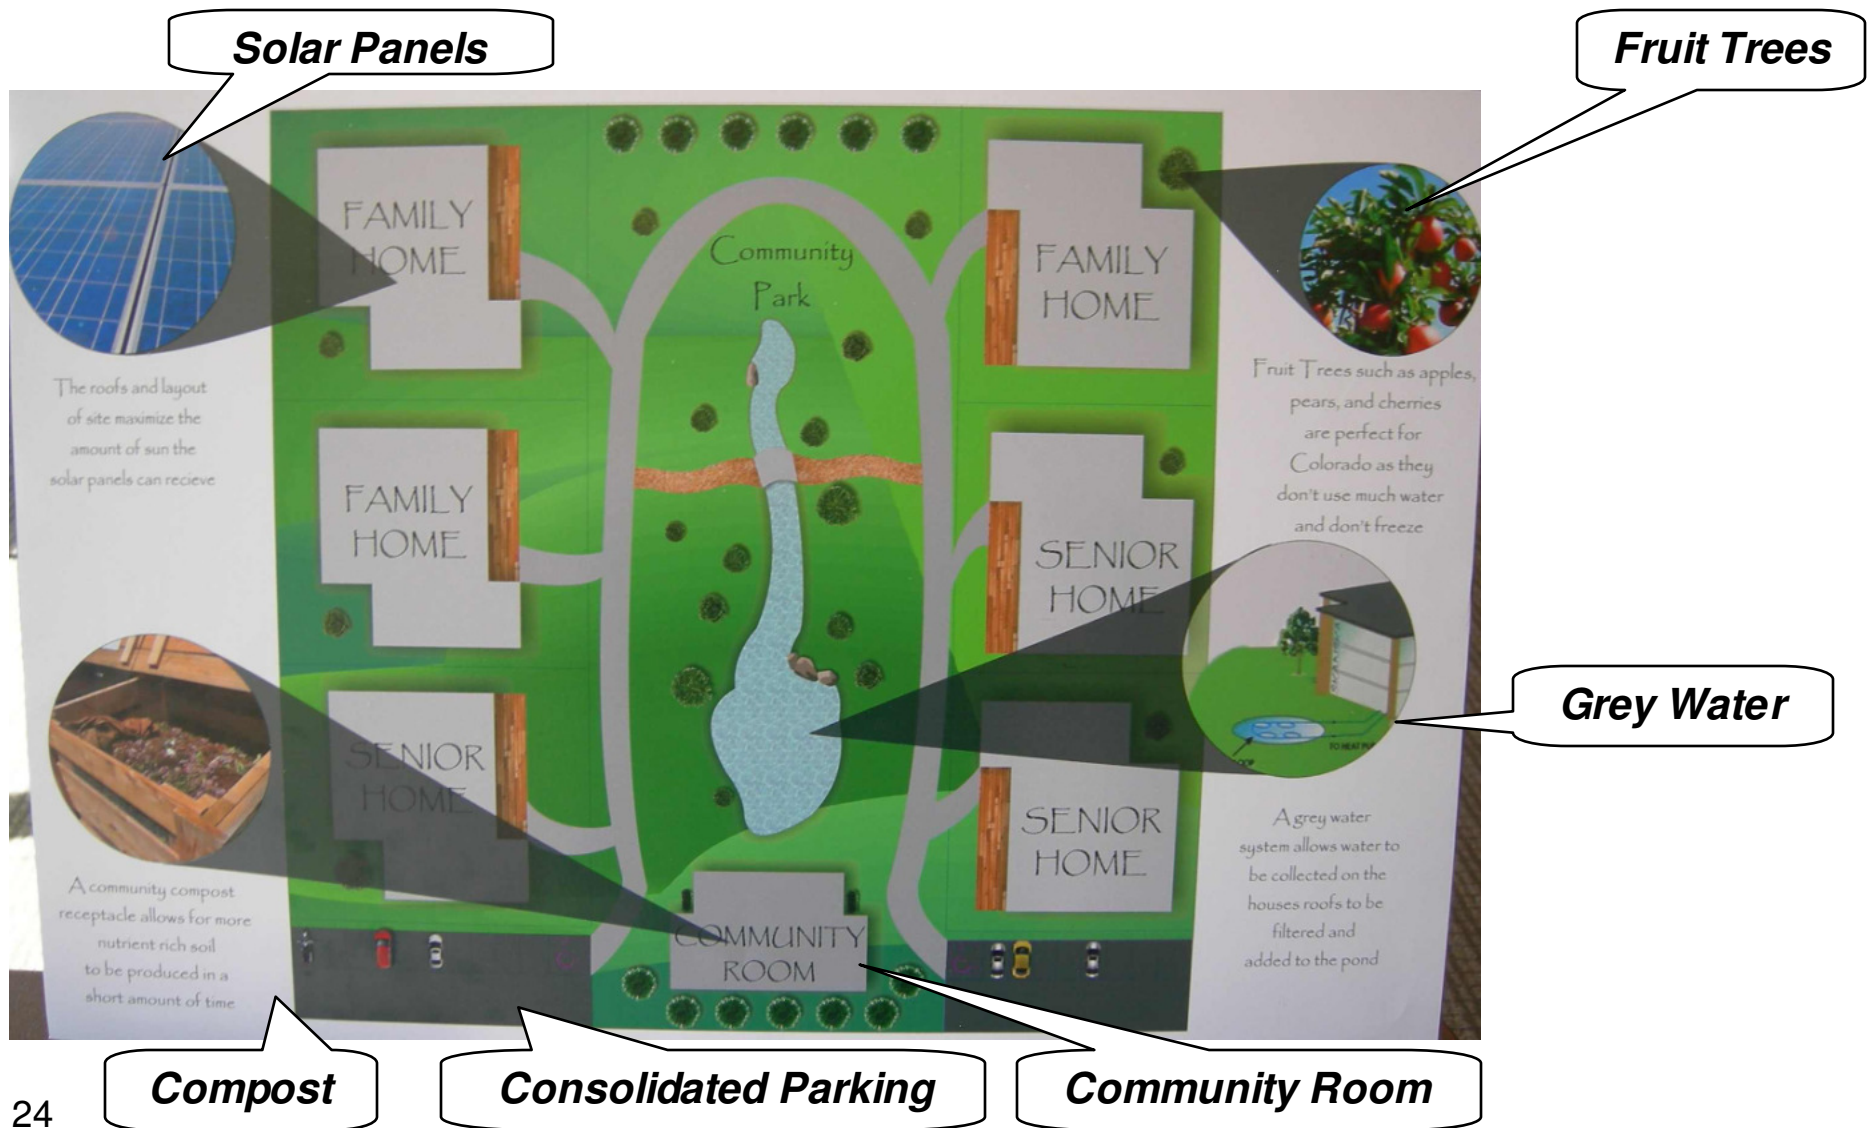 Solar Panels
Fruit Trees
FAMILY
HOME
Community
Park
FAMILY
HOME
The roofs and layout
of site maximize the
amount of sun the
solar panels can recieve
Fruit Trees such as apples,
pears, and cherries
are perfect for
Colorado as they
don't use much water
and don't freeze
FAMILY
HOME
SENIOR
HOME
Grey Water
TO HEAT PU
OOP
SENIOR
HOME
SENIOR
HOME
A grey water
system allows water to
be collected on the
houses roofs to be
filtered and
added to the pond
A community compost
receptacle allows for more
nutrient rich soil
to be produced in a
short amount of time
COMMUNITY
ROOM
Compost
Consolidated Parking
Community Room
24